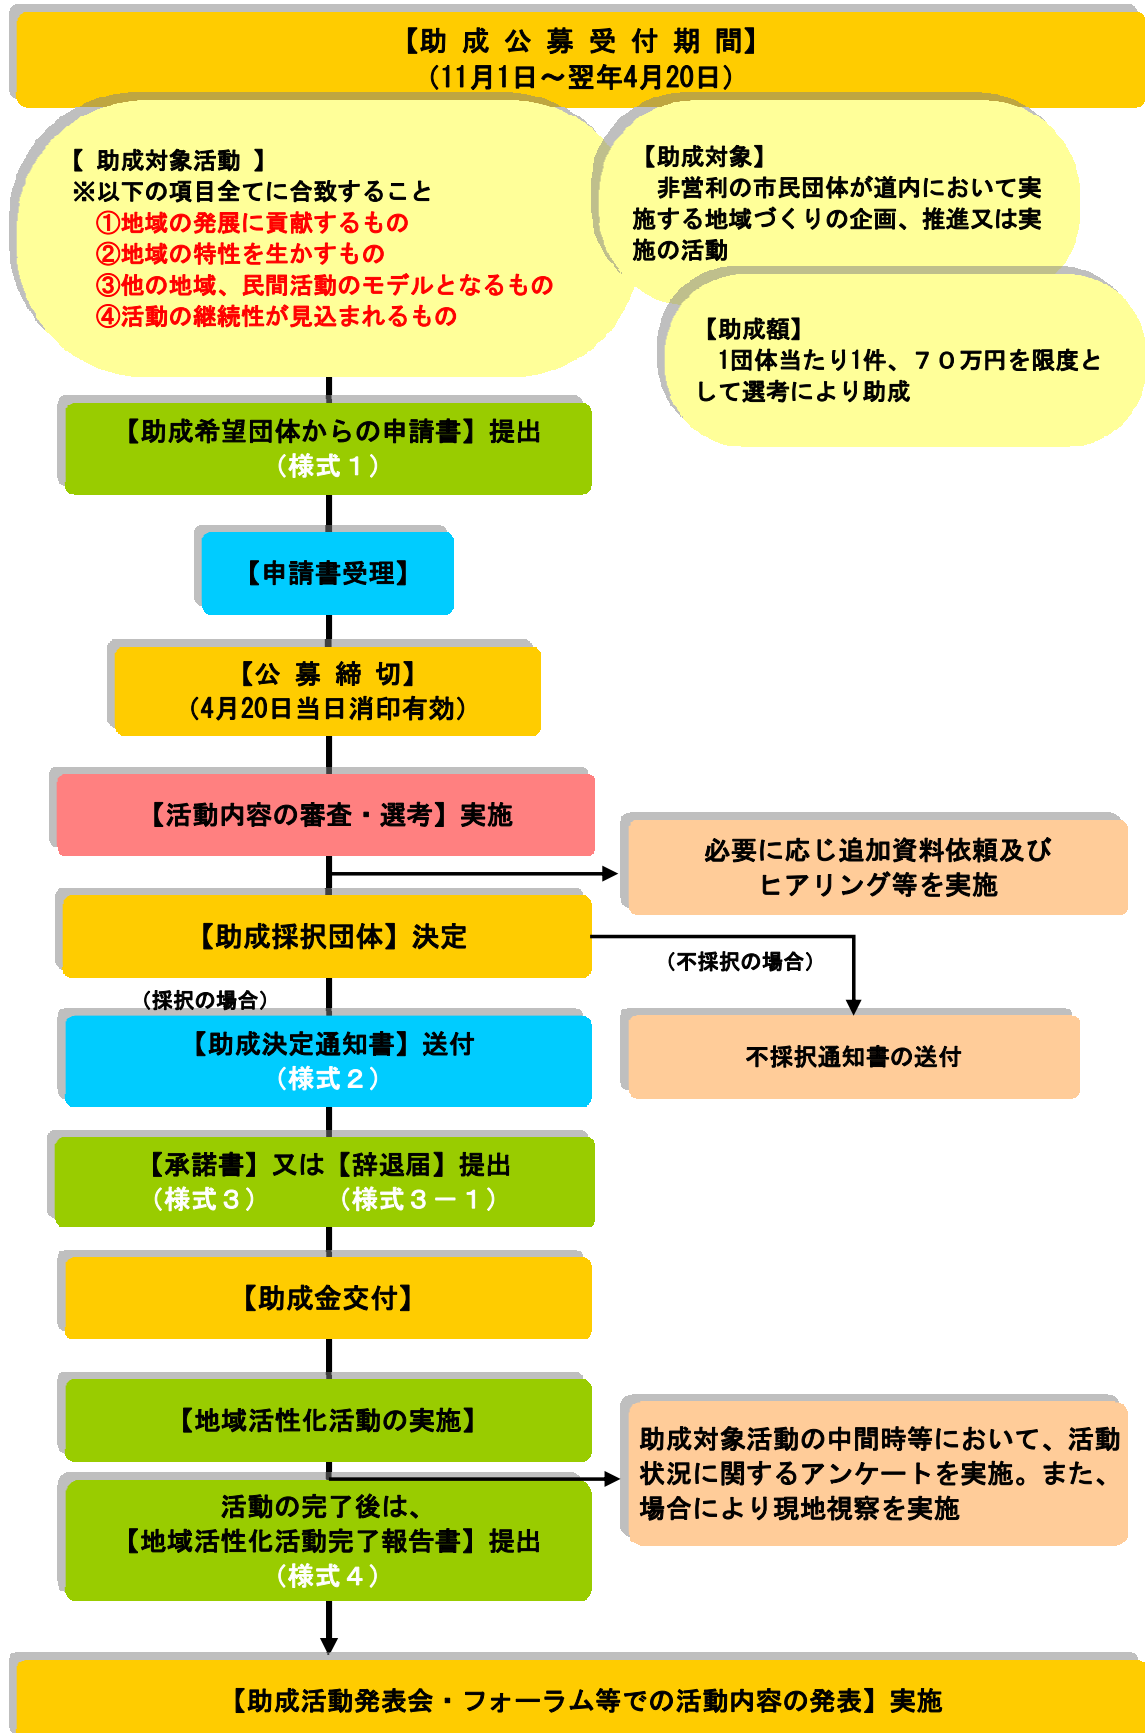 【助 成 公 募 受 付 期 間】
(11月1日～翌年4月20日)
【 助成対象活動 】
※以下の項目全てに合致すること
①地域の発展に貢献するもの
②地域の特性を生かすもの
③他の地域、民間活動のモデルとなるもの
④活動の継続性が見込まれるもの
【助成対象】
非営利の市民団体が道内において実
施する地域づくりの企画、推進又は実
施の活動
【助成額】
1団体当たり1件、７０万円を限度と
して選考により助成
【助成希望団体からの申請書】提出
（様式１）
【申請書受理】
【公 募 締 切】
(4月20日当日消印有効)
【活動内容の審査・選考】実施
必要に応じ追加資料依頼及び
ヒアリング等を実施
【助成採択団体】決定
（不採択の場合）
（採択の場合）
【助成決定通知書】送付
（様式２）
不採択通知書の送付
【承諾書】又は【辞退届】提出
（様式３） （様式３－１）
【助成金交付】
【地域活性化活動の実施】
助成対象活動の中間時等において、活動
状況に関するアンケートを実施。また、
場合により現地視察を実施
活動の完了後は、
【地域活性化活動完了報告書】提出
（様式４）
【助成活動発表会・フォーラム等での活動内容の発表】実施